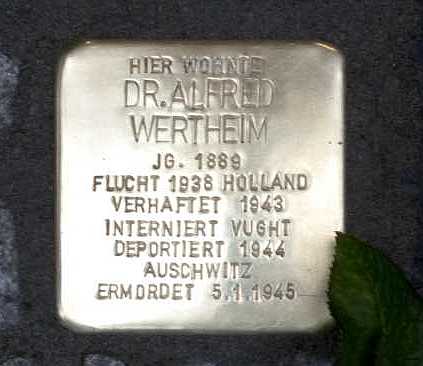 HIER WOHNTE
DR. ALFRED
WERTHEIM
JG. 1889
FLUCHT 1938 HOLLAND
VERHAFTET 1943
INTERNIERT VUGHT
DEPORTIERT 1944
AUSCHWITZ
ERMORDET 5.1.1945